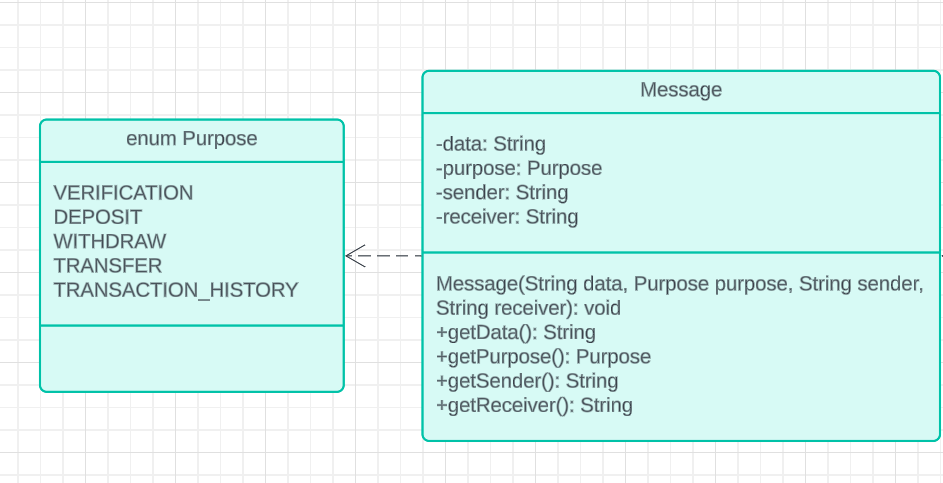 enum Purpose
VERIFICATION
DEPOSIT
WITHDRAW
TRANSFER
TRANSACTION_HISTORY
Message
-data: String
-purpose: Purpose
-sender: String
-receiver: String
Message(String data, Purpose purpose, String sender,
String receiver): void
+getData(): String
+getPurpose(): Purpose
+getSender(): String
+getReceiver(): String